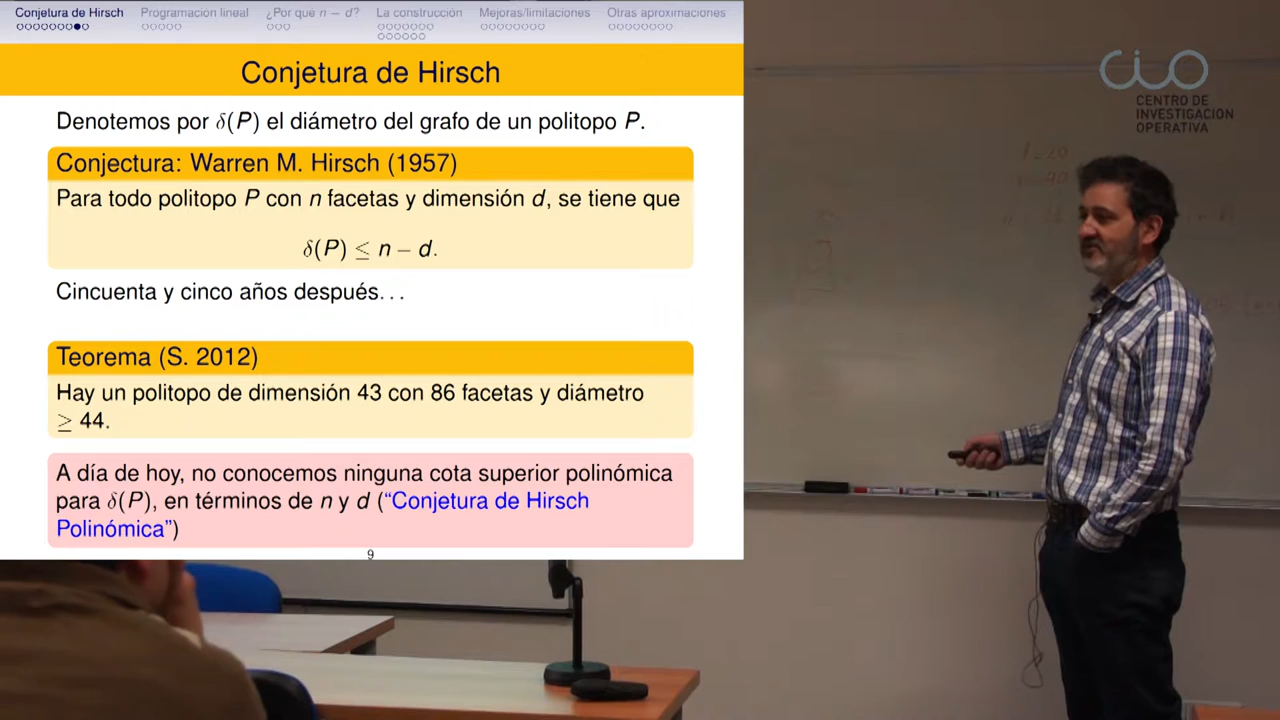 Conjetura de Hirsch
Programación lineal
¿Por qué n − d?
La construcción
Mejoras/limitaciones
Otras aproximaciones
Conjetura de Hirsch
Denotemos por δ(P) el diámetro del grafo de un politopo P.
Conjectura: Warren M. Hirsch (1957)
Para todo politopo P con n facetas y dimensión d, se tiene que
δ(P) ≤ n − d.
Cincuenta y cinco años después. . .
Teorema (S. 2012)
Hay un politopo de dimensión 43 con 86 facetas y diámetro
≥ 44.
A día de hoy, no conocemos ninguna cota superior polinómica
para δ(P), en términos de n y d (“Conjetura de Hirsch
Polinómica”)
9
CIO
CENTRO DE
INVESTIGACION
OPERATIVA